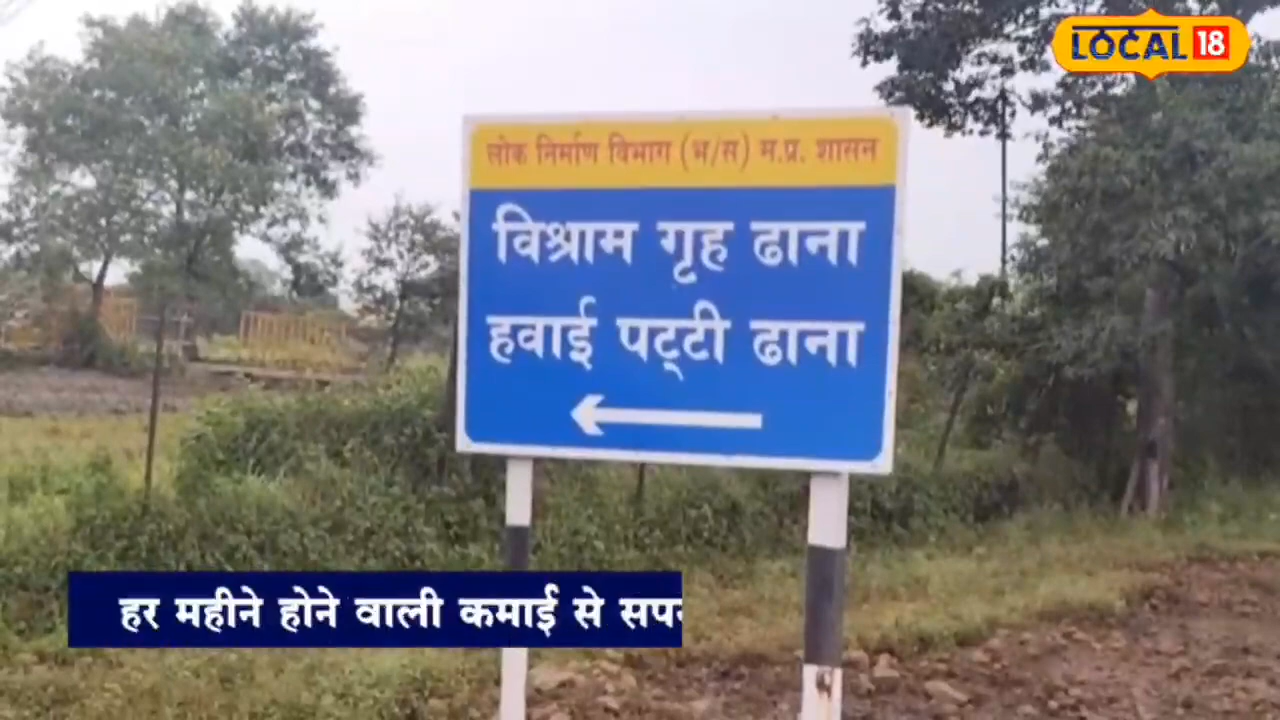 LOCAL 18
लोक निर्माण विभाग (भ/स) म.प्र. शासन
विश्राम गृह ढाना
हवाई पट्टी ढाना
हर महीने होने वाली कमाई से